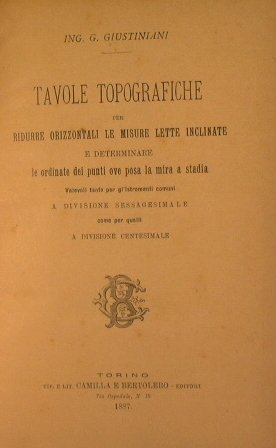 ING. G. GIUSTINIANI
TAVOLE TOPOGRAFICHE
PER
RIDURRE ORIZZONTALI LE MISURE LETTE INCLINATE
E DETERMINARE
le ordinate dei punti ove posa la mira a stadia
Valevoli tanto per gl'Istromenti comuni
A DIVISIONE SESSAGESIMALE
come per quelli
A DIVISIONE CENTESIMALE
TORINO
TIP. E LIT. CAMILLA E BERTOLERO - EDITORI
Via Ospedale, N. 18
1887.